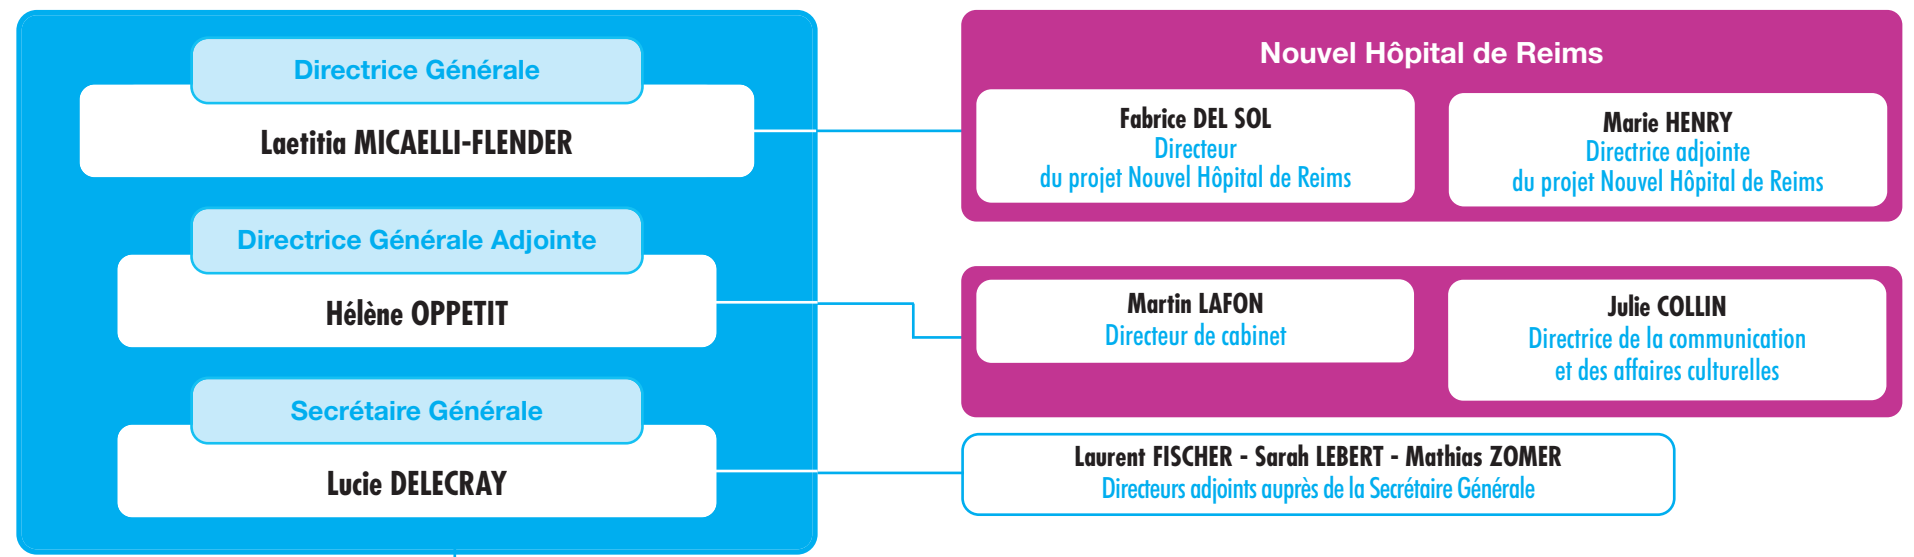 Directrice Générale
Laetitia MICAELLI-FLENDER
Directrice Générale Adjointe
Hélène OPPETIT
Secrétaire Générale
Lucie DELECRAY
Nouvel Hôpital de Reims
Fabrice DEL SOL
Directeur
du projet Nouvel Hôpital de Reims
Marie HENRY
Directrice adjointe
du projet Nouvel Hôpital de Reims
Martin LAFON
Directeur de cabinet
Julie COLLIN
Directrice de la communication
et des affaires culturelles
Laurent FISCHER - Sarah LEBERT - Mathias ZOMER
Directeurs adjoints auprès de la Secrétaire Générale